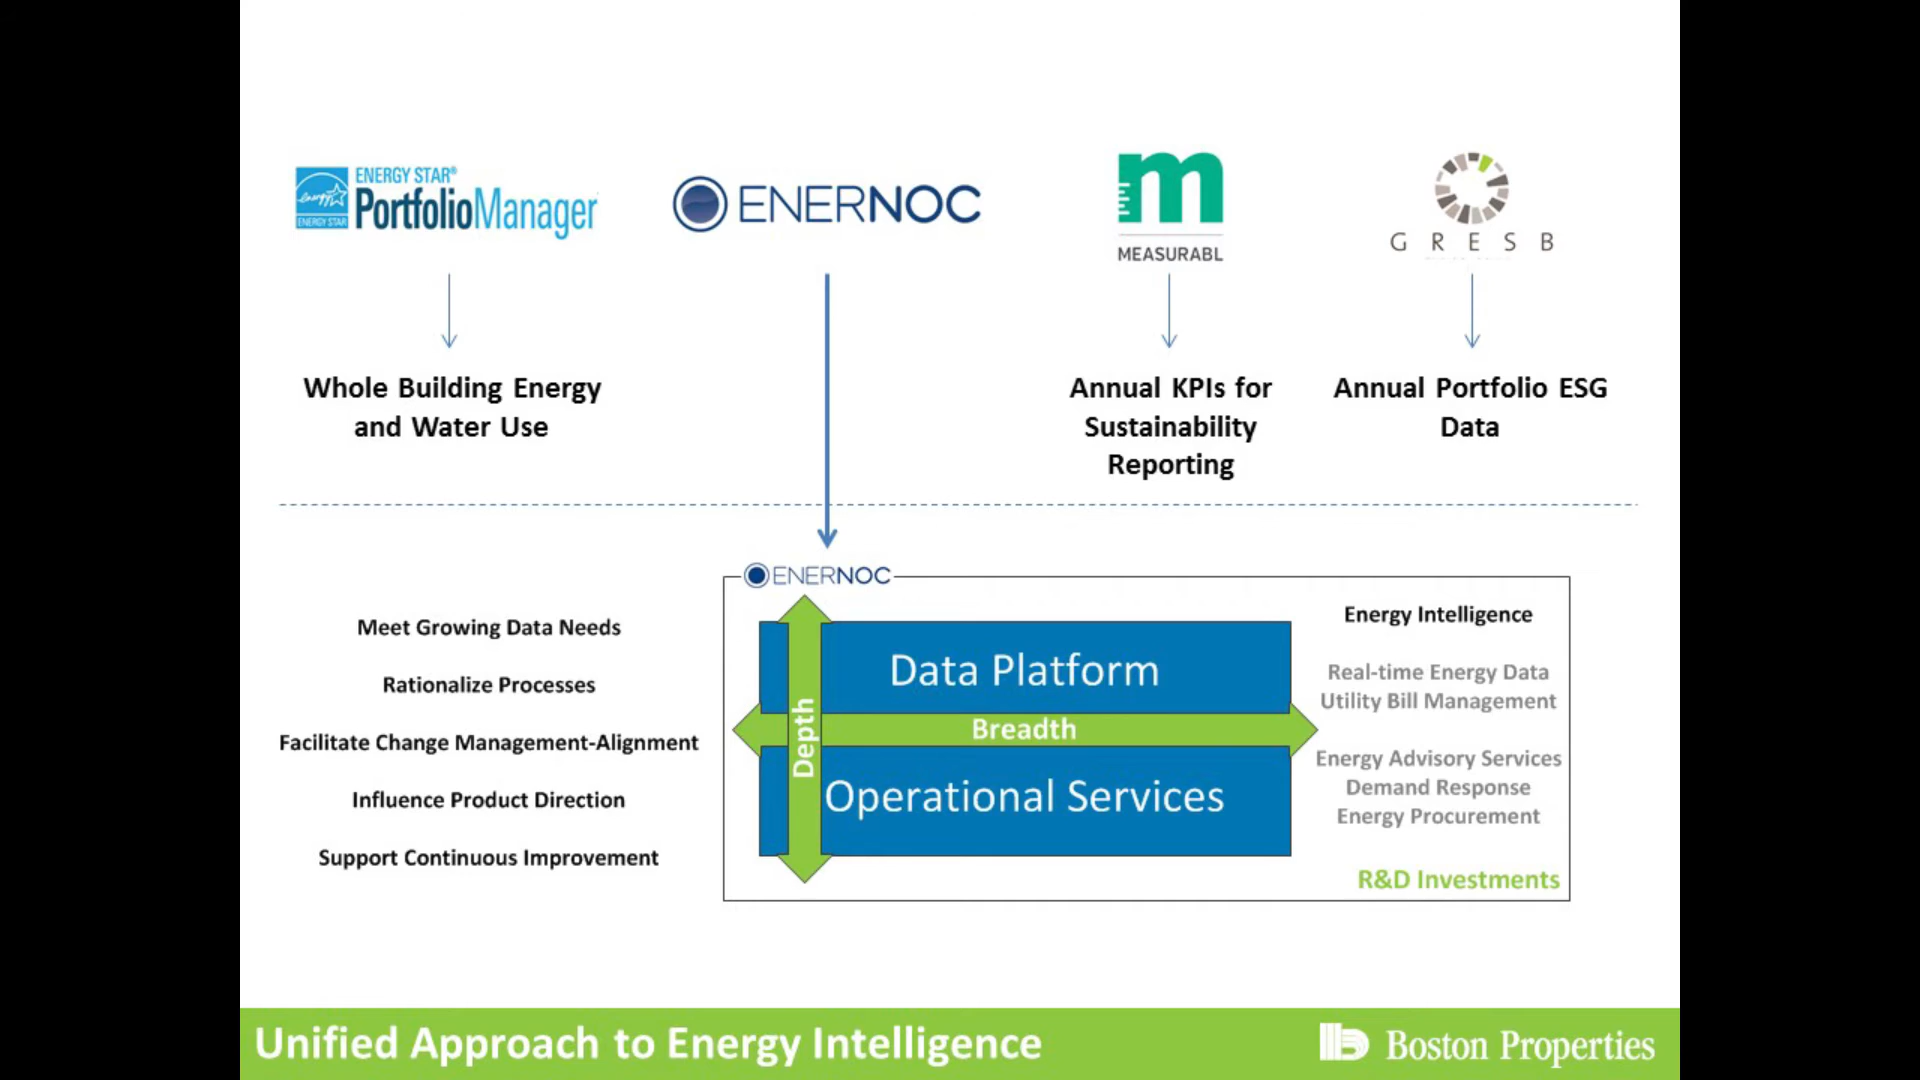 ENERGY STAR®
PortfolioManager
ENERGY STAR
ENERNOC
m
MEASURABL
G R E S B
Whole Building Energy
and Water Use
Annual KPIs for
Sustainability
Reporting
Annual Portfolio ESG
Data
Meet Growing Data Needs
Rationalize Processes
Facilitate Change Management-Alignment
Influence Product Direction
Support Continuous Improvement
ENERNOC
Data Platform
Depth
Breadth
Operational Services
Energy Intelligence
Real-time Energy Data
Utility Bill Management
Energy Advisory Services
Demand Response
Energy Procurement
R&D Investments
Unified Approach to Energy Intelligence
Boston Properties